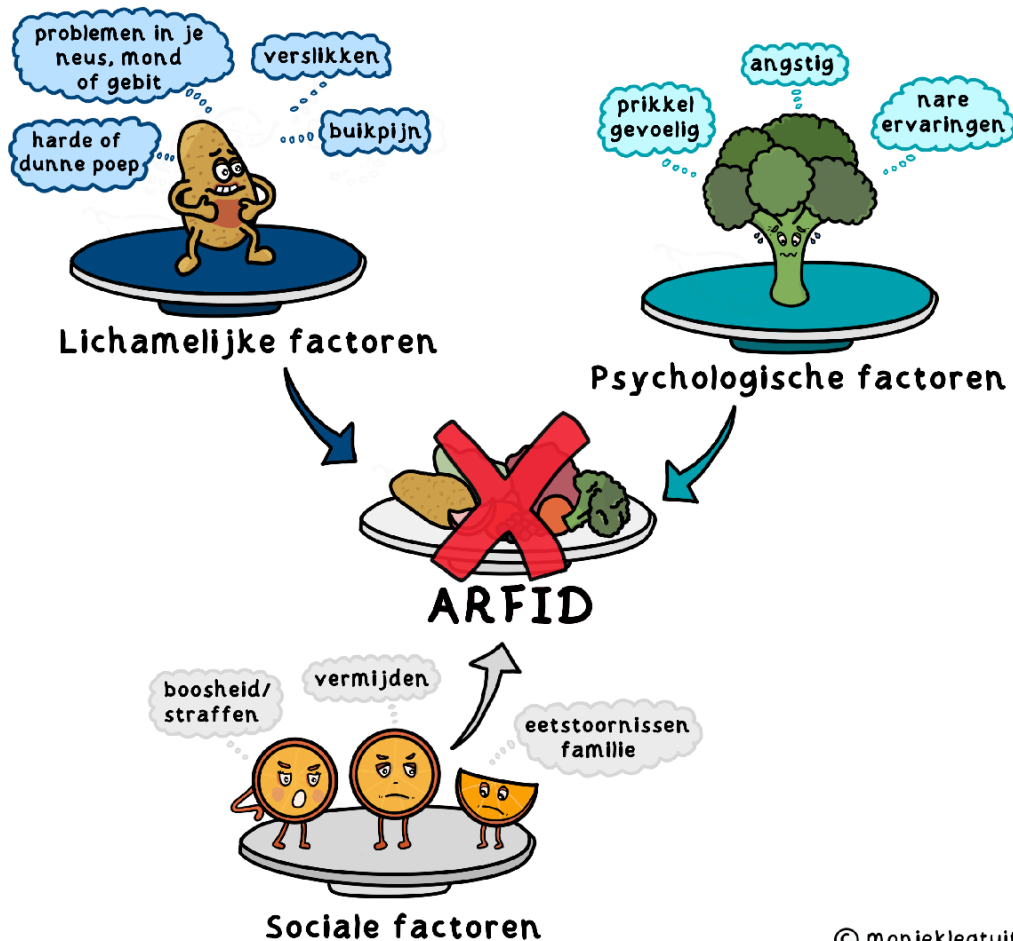 problemen in je
neus, mond
of gebit
verslikken
harde of
dunne poep
buikpijn
Lichamelijke factoren
angstig
prikkel
gevoelig
nare
ervaringen
Psychologische factoren
ARFID
boosheid/
straffen
vermijden
eetstoornissen
familie
Sociale factoren